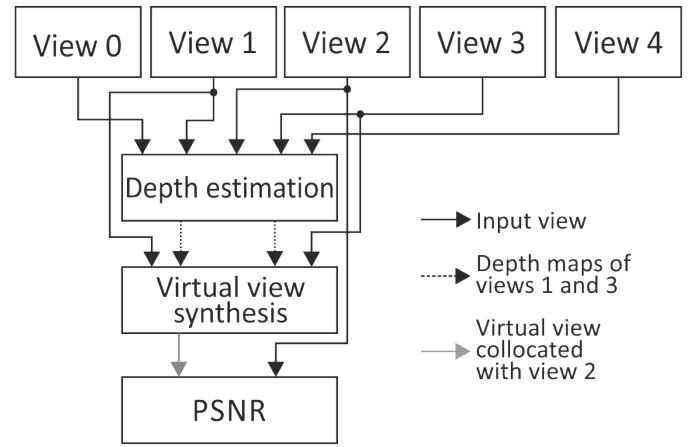 View 0
View 1
View 2
View 3
View 4
Depth estimation
Virtual view
synthesis
PSNR
Input view
Depth maps of
views 1 and 3
Virtual view
collocated
with view 2